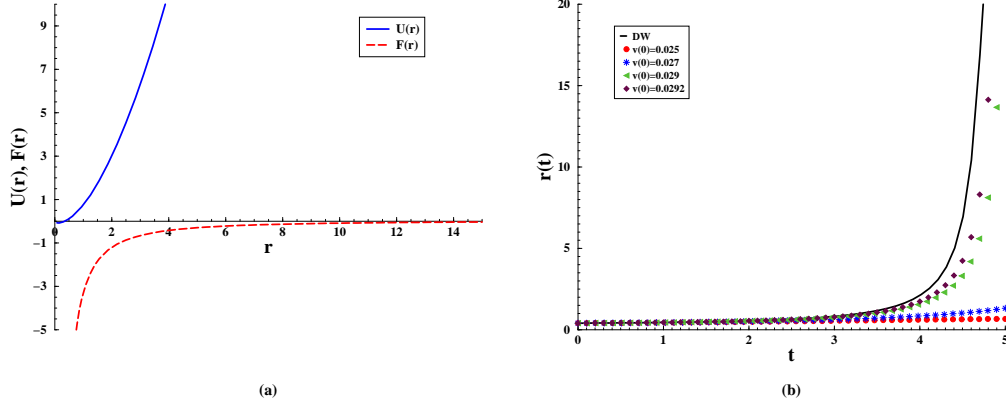 U(r)
F(r)
U(r), F(r)
9
7
5
3
1
−1
−3
−5
0 2 4 6 8 10 12 14
r
(a)
DW
v(0)=0.025
v(0)=0.027
v(0)=0.029
v(0)=0.0292
r(t)
20
15
10
5
0
0 1 2 3 4 5
t
(b)